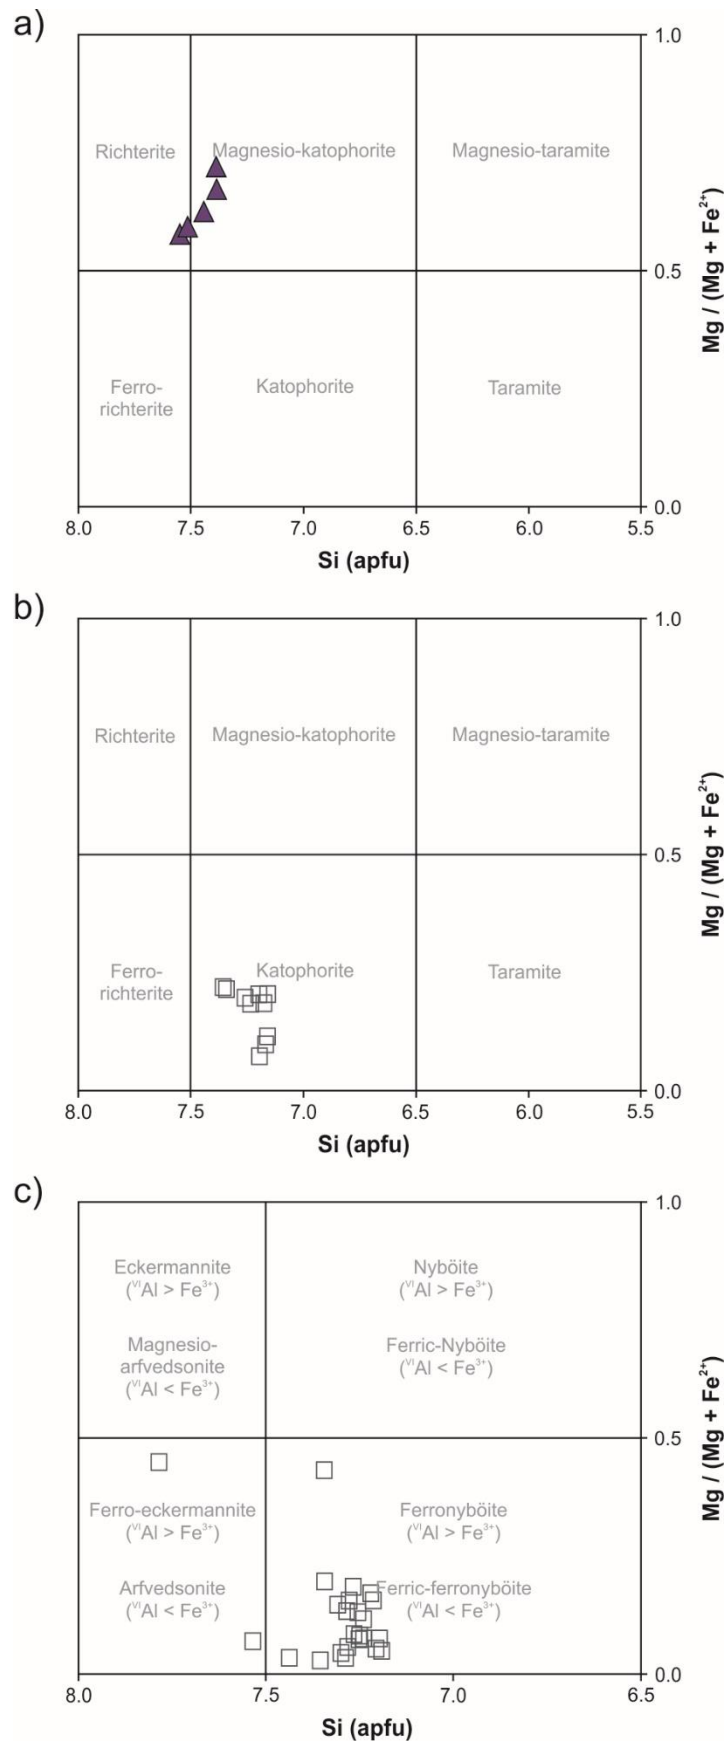 a)
1.0
Richterite Magnesio-katophorite Magnesio-taramite
Mg / (Mg + Fe²⁺)
0.5
Ferro-
richterite
Katophorite
Taramite
0.0
8.0 7.5 7.0 6.5 6.0 5.5
Si (apfu)
b)
1.0
Richterite Magnesio-katophorite Magnesio-taramite
Mg / (Mg + Fe²⁺)
0.5
Ferro-
richterite
Katophorite
Taramite
0.0
8.0 7.5 7.0 6.5 6.0 5.5
Si (apfu)
c)
1.0
Eckermannite
(ⱽᴵAl > Fe³⁺)
Nyböite
(ⱽᴵAl > Fe³⁺)
Magnesio-
arfvedsonite
(ⱽᴵAl < Fe³⁺)
Ferric-Nyböite
(ⱽᴵAl < Fe³⁺)
Mg / (Mg + Fe²⁺)
0.5
Ferro-eckermannite
(ⱽᴵAl > Fe³⁺)
Ferronyböite
(ⱽᴵAl > Fe³⁺)
Arfvedsonite
(ⱽᴵAl < Fe³⁺)
Ferric-ferronyböite
(ⱽᴵAl < Fe³⁺)
0.0
8.0 7.5 7.0 6.5
Si (apfu)